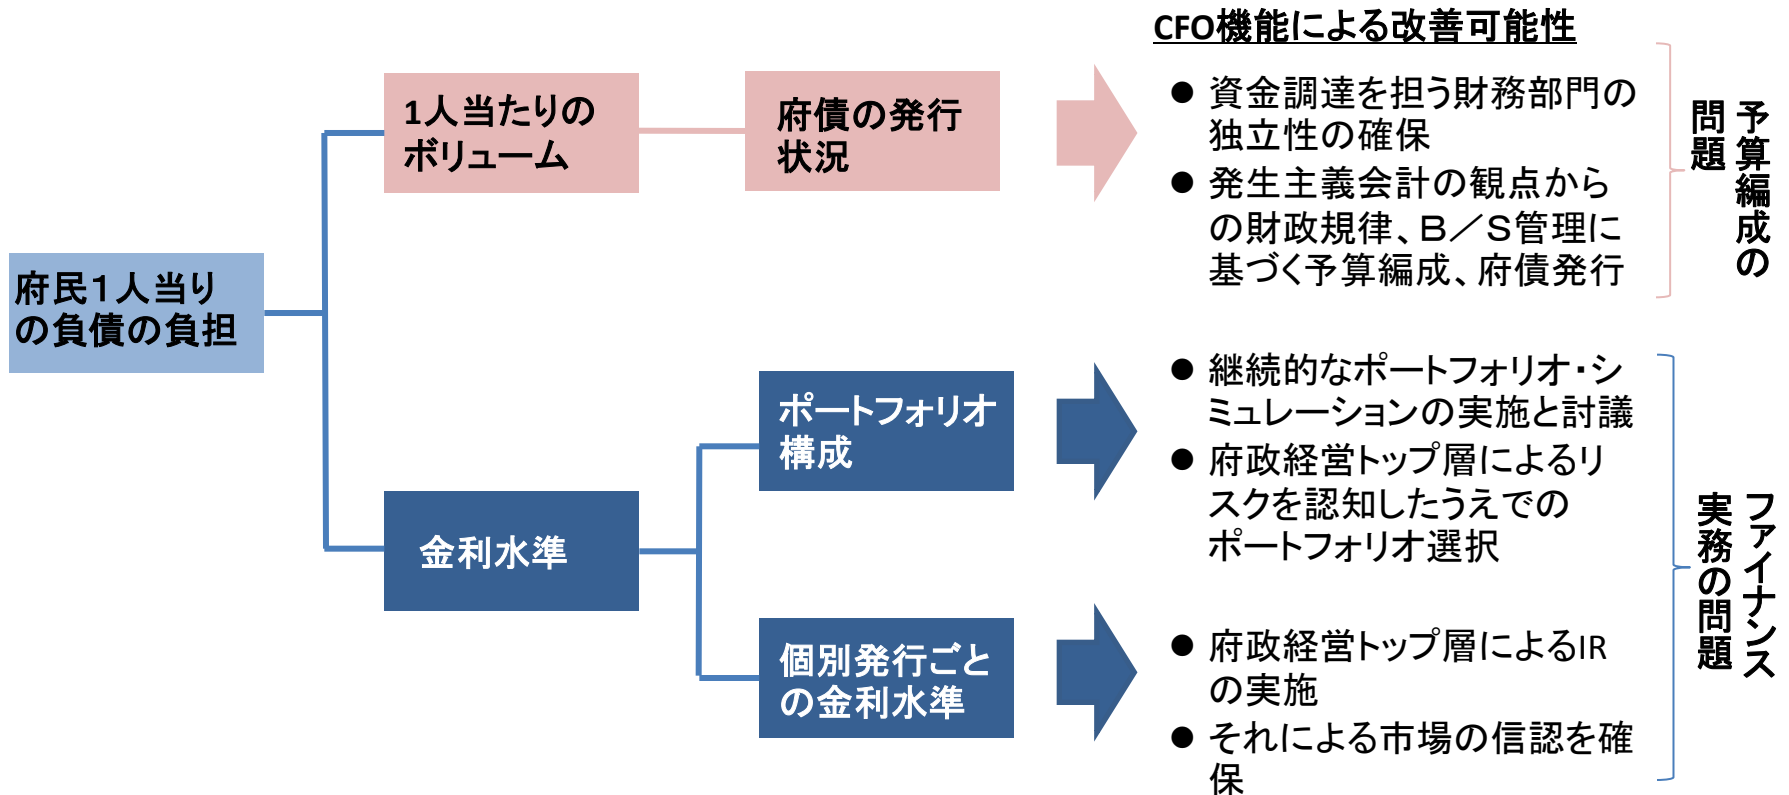 CFO機能による改善可能性
府民１人当り
の負債の負担
1人当たりの
ボリューム
府債の発行
状況
● 資金調達を担う財務部門の
独立性の確保
● 発生主義会計の観点から
の財政規律、Ｂ／Ｓ管理に
基づく予算編成、府債発行
予算編成の
問題
金利水準
ポートフォリオ
構成
● 継続的なポートフォリオ・シ
ミュレーションの実施と討議
● 府政経営トップ層によるリ
スクを認知したうえでの
ポートフォリオ選択
個別発行ごと
の金利水準
● 府政経営トップ層によるIR
の実施
● それによる市場の信認を確
保
ファイナンス
実務の問題